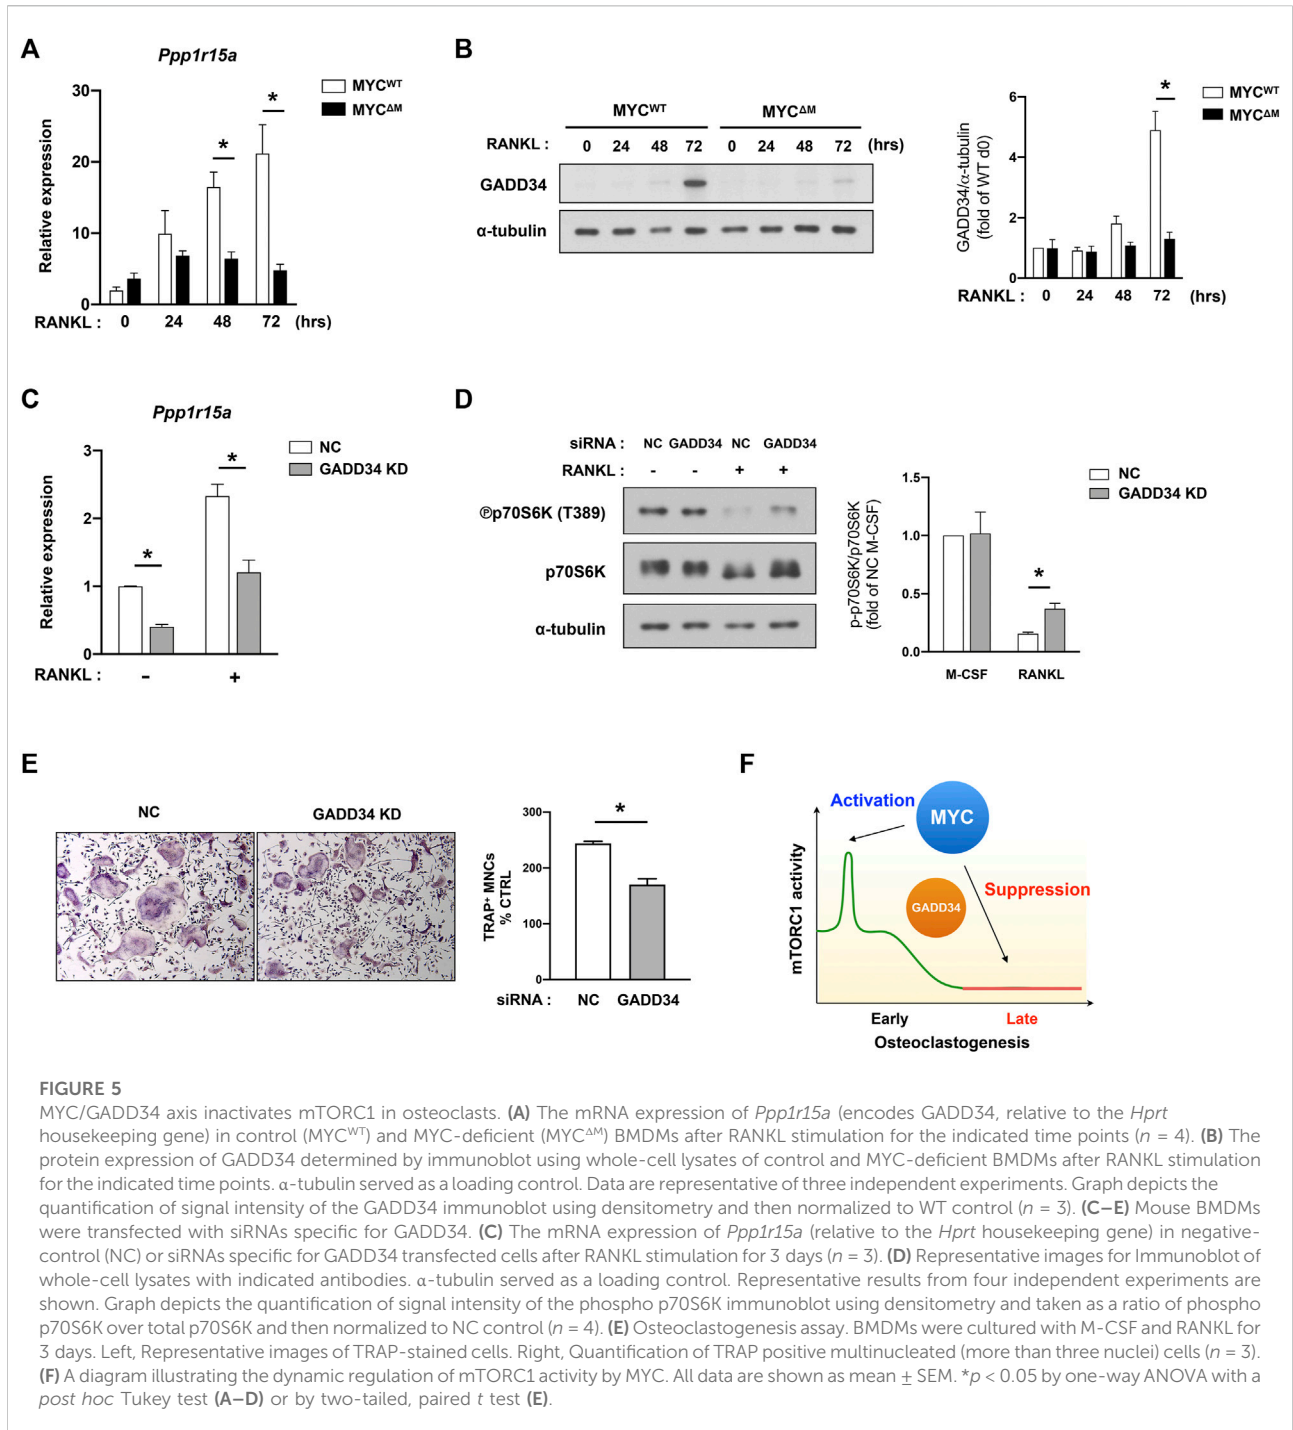 A
Ppp1r15a
MYCWT
MYCΔM
Relative expression
30
20
10
0
*
*
RANKL : 0 24 48 72 (hrs)
B
MYCWT MYCΔM
RANKL : 0 24 48 72 0 24 48 72 (hrs)
GADD34
α-tubulin
MYCWT
MYCΔM
GADD34/α-tubulin
(fold of WT d0)
6
4
2
0
*
RANKL : 0 24 48 72 (hrs)
C
Ppp1r15a
NC
GADD34 KD
Relative expression
3
2
1
0
*
*
RANKL : - +
D
siRNA : NC GADD34 NC GADD34
RANKL : - - + +
Ⓟp70S6K (T389)
p70S6K
α-tubulin
NC
GADD34 KD
p-p70S6K/p70S6K
(fold of NC M-CSF)
1.5
1.0
0.5
0.0
*
M-CSF RANKL
E
NC GADD34 KD
TRAP+ MNCs
% CTRL
300
200
100
0
*
siRNA : NC GADD34
F
Activation
MYC
Suppression
GADD34
mTORC1 activity
Early Late
Osteoclastogenesis
FIGURE 5
MYC/GADD34 axis inactivates mTORC1 in osteoclasts. (A) The mRNA expression of Ppp1r15a (encodes GADD34, relative to the Hprt
housekeeping gene) in control (MYCWT) and MYC-deficient (MYCΔM) BMDMs after RANKL stimulation for the indicated time points (n = 4). (B) The
protein expression of GADD34 determined by immunoblot using whole-cell lysates of control and MYC-deficient BMDMs after RANKL stimulation
for the indicated time points. α-tubulin served as a loading control. Data are representative of three independent experiments. Graph depicts the
quantification of signal intensity of the GADD34 immunoblot using densitometry and then normalized to WT control (n = 3). (C–E) Mouse BMDMs
were transfected with siRNAs specific for GADD34. (C) The mRNA expression of Ppp1r15a (relative to the Hprt housekeeping gene) in negative-
control (NC) or siRNAs specific for GADD34 transfected cells after RANKL stimulation for 3 days (n = 3). (D) Representative images for Immunoblot of
whole-cell lysates with indicated antibodies. α-tubulin served as a loading control. Representative results from four independent experiments are
shown. Graph depicts the quantification of signal intensity of the phospho p70S6K immunoblot using densitometry and taken as a ratio of phospho
p70S6K over total p70S6K and then normalized to NC control (n = 4). (E) Osteoclastogenesis assay. BMDMs were cultured with M-CSF and RANKL for
3 days. Left, Representative images of TRAP-stained cells. Right, Quantification of TRAP positive multinucleated (more than three nuclei) cells (n = 3).
(F) A diagram illustrating the dynamic regulation of mTORC1 activity by MYC. All data are shown as mean ± SEM. *p < 0.05 by one-way ANOVA with a
post hoc Tukey test (A–D) or by two-tailed, paired t test (E).